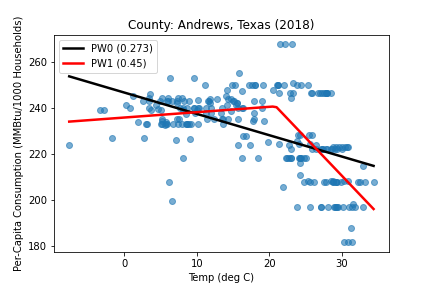 County: Andrews, Texas (2018)
PW0 (0.273)
PW1 (0.45)
Per-Capita Consumption (MMBtu/1000 Households)
260
240
220
200
180
0
10
20
30
Temp (deg C)